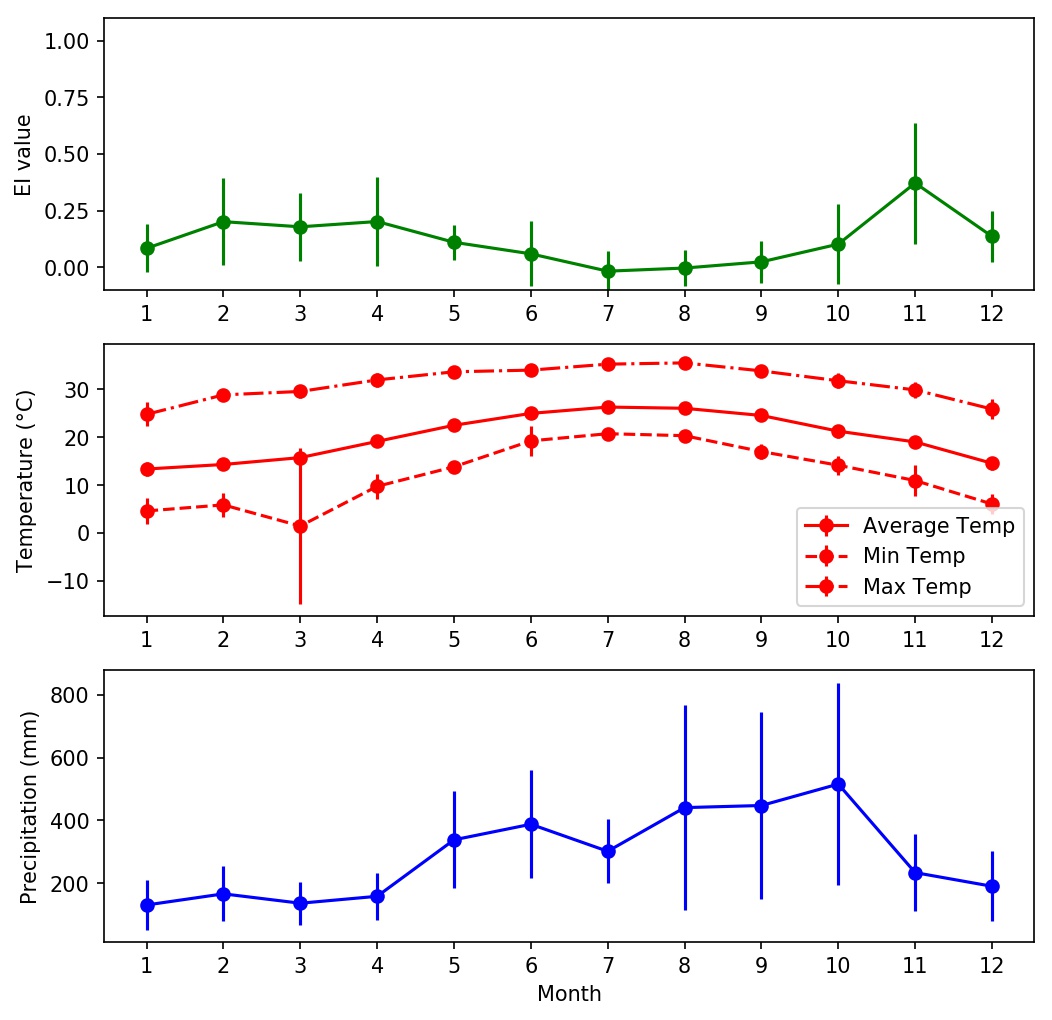 1.00
0.75
0.50
0.25
0.00
EI value
1 2 3 4 5 6 7 8 9 10 11 12
30
20
10
0
−10
Temperature (°C)
Average Temp
Min Temp
Max Temp
1 2 3 4 5 6 7 8 9 10 11 12
800
600
400
200
Precipitation (mm)
1 2 3 4 5 6 7 8 9 10 11 12
Month